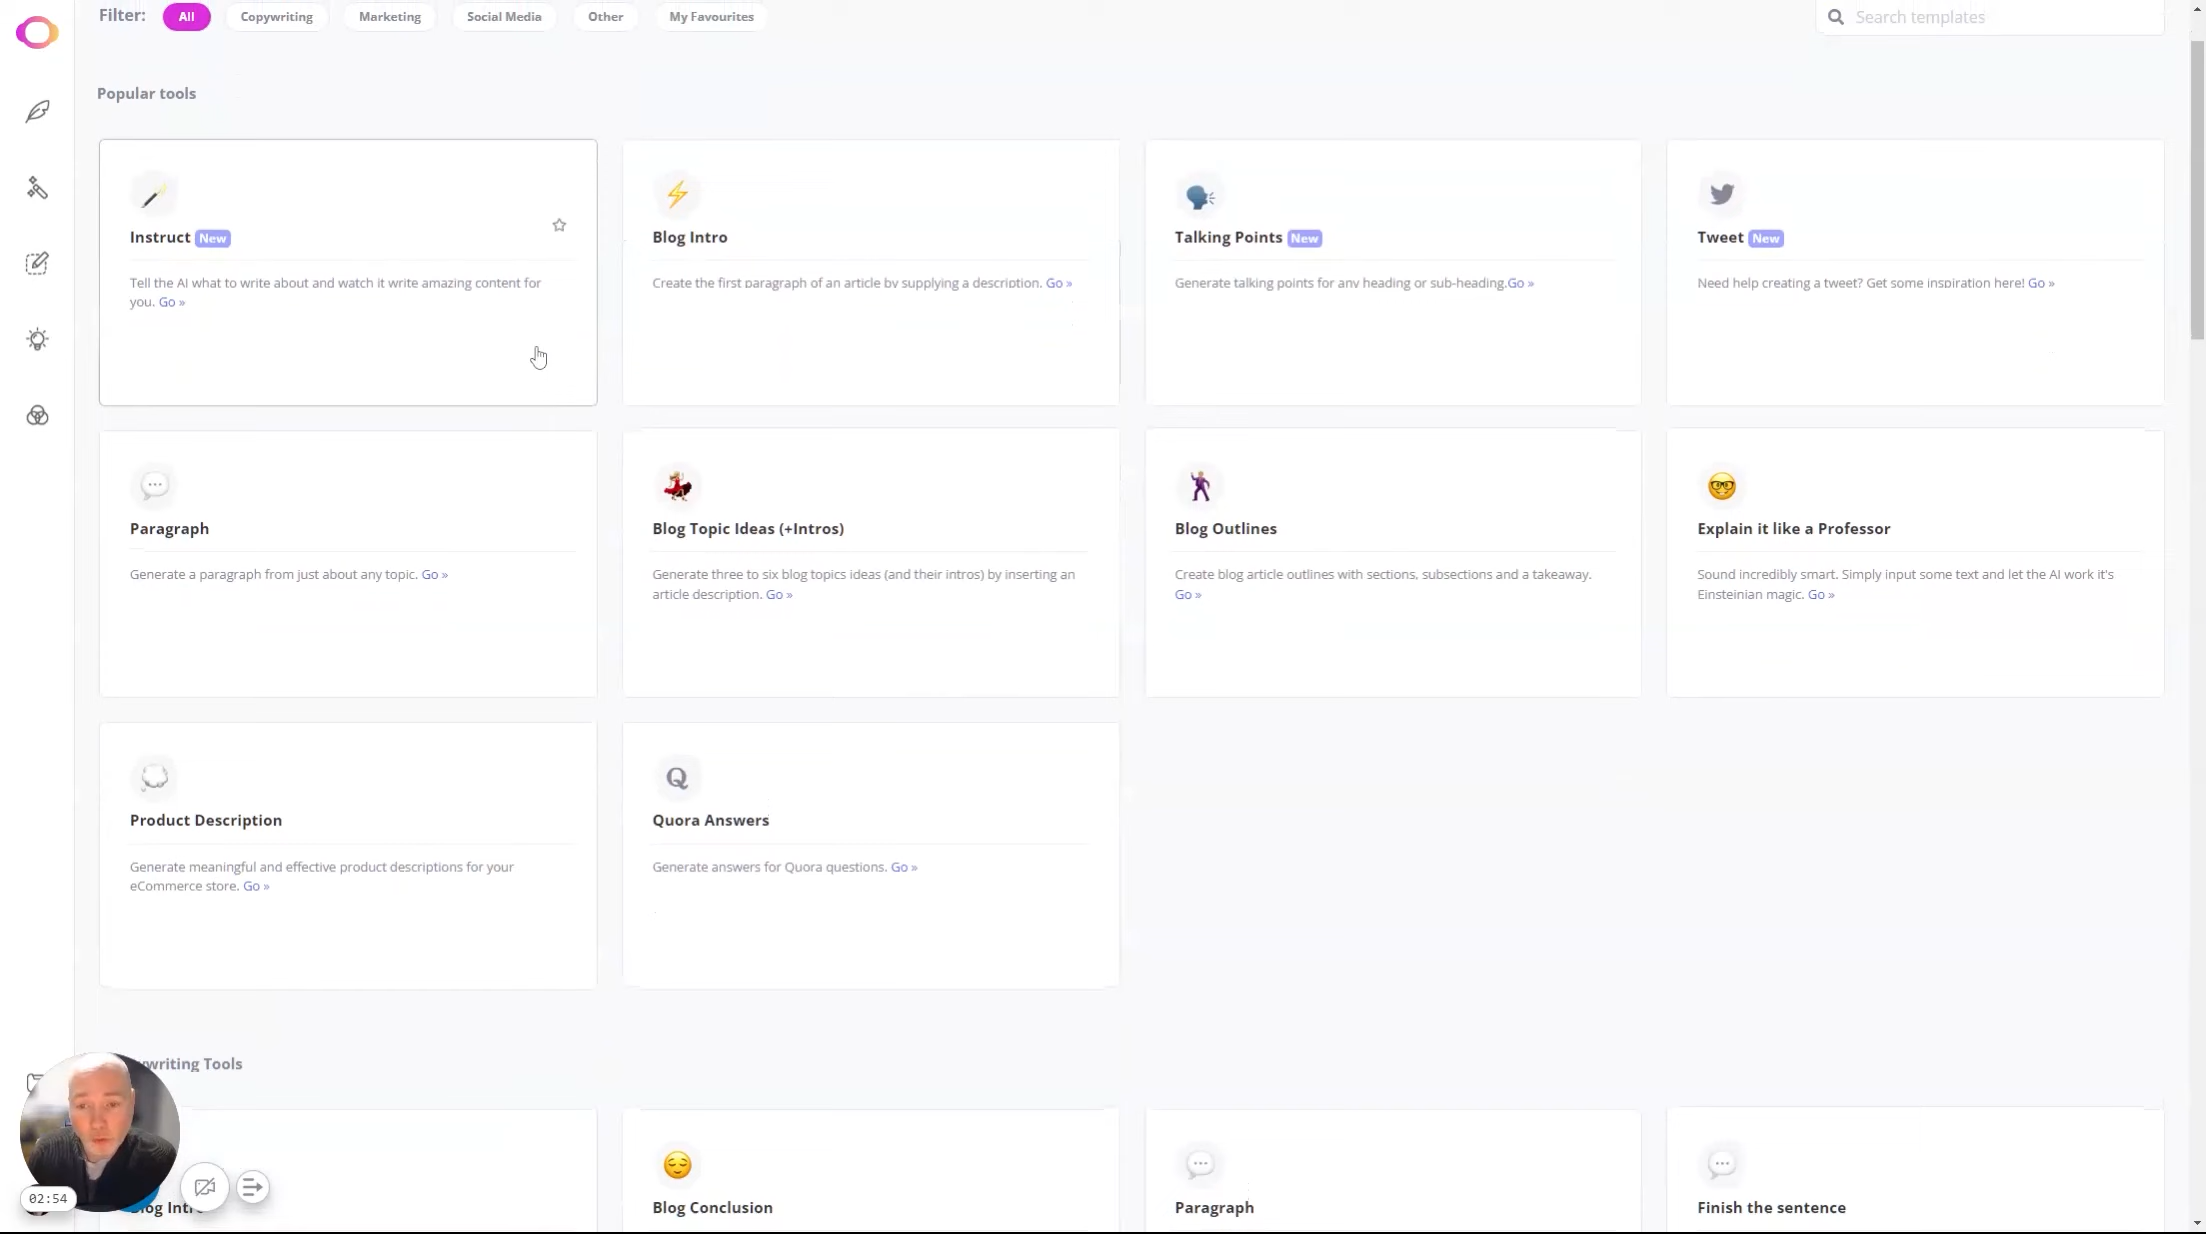 Filter:
All
Copywriting
Marketing
Social Media
Other
My Favourites
Search templates
Popular tools
Instruct New
Tell the AI what to write about and watch it write amazing content for
you. Go »
Blog Intro
Create the first paragraph of an article by supplying a description. Go »
Talking Points New
Generate talking points for any heading or sub-heading.Go »
Tweet New
Need help creating a tweet? Get some inspiration here! Go »
Paragraph
Generate a paragraph from just about any topic. Go »
Blog Topic Ideas (+Intros)
Generate three to six blog topics ideas (and their intros) by inserting an
article description. Go »
Blog Outlines
Create blog article outlines with sections, subsections and a takeaway.
Go »
Explain it like a Professor
Sound incredibly smart. Simply input some text and let the AI work it's
Einsteinian magic. Go »
Product Description
Generate meaningful and effective product descriptions for your
eCommerce store. Go »
Q
Quora Answers
Generate answers for Quora questions. Go »
Tools
02:54
Blog Conclusion
Paragraph
Finish the sentence